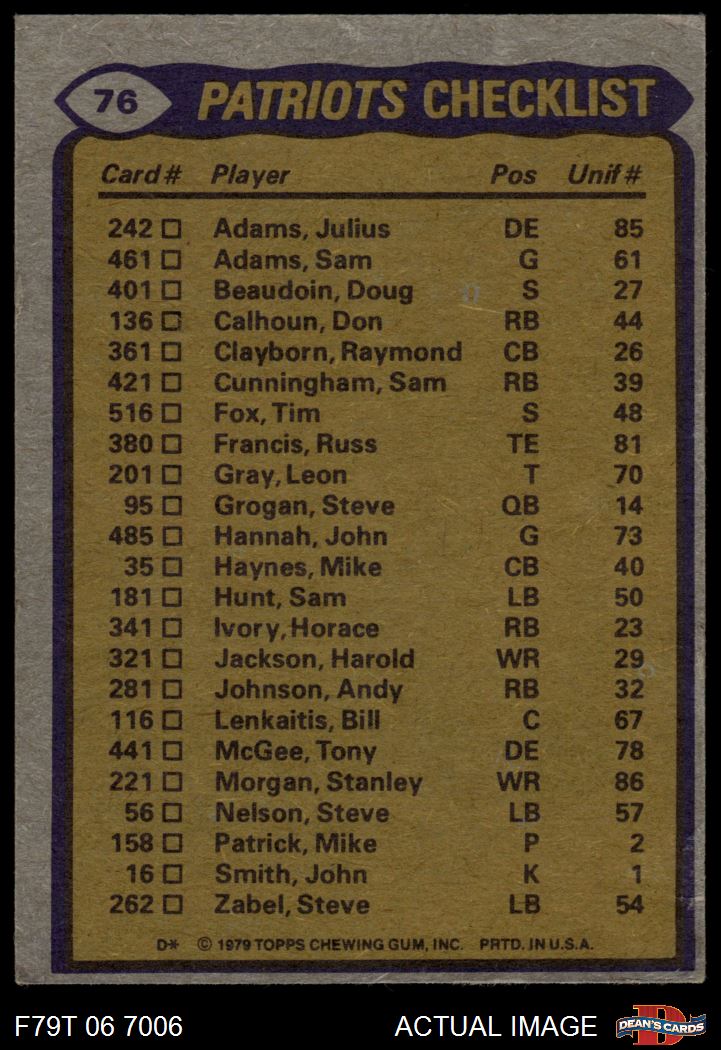 76 PATRIOTS CHECKLIST
Card# Player Pos Unif#
242 □ Adams, Julius DE 85
461 □ Adams, Sam G 61
401 □ Beaudoin, Doug S 27
136 □ Calhoun, Don RB 44
361 □ Clayborn, Raymond CB 26
421 □ Cunningham, Sam RB 39
516 □ Fox, Tim S 48
380 □ Francis, Russ TE 81
201 □ Gray, Leon T 70
95 □ Grogan, Steve QB 14
485 □ Hannah, John G 73
35 □ Haynes, Mike CB 40
181 □ Hunt, Sam LB 50
341 □ Ivory, Horace RB 23
321 □ Jackson, Harold WR 29
281 □ Johnson, Andy RB 32
116 □ Lenkaitis, Bill C 67
441 □ McGee, Tony DE 78
221 □ Morgan, Stanley WR 86
56 □ Nelson, Steve LB 57
158 □ Patrick, Mike P 2
16 □ Smith, John K 1
262 □ Zabel, Steve LB 54
D* © 1979 TOPPS CHEWING GUM, INC. PRTD. IN U.S.A.
F79T 06 7006 ACTUAL IMAGE DEAN'S CARDS